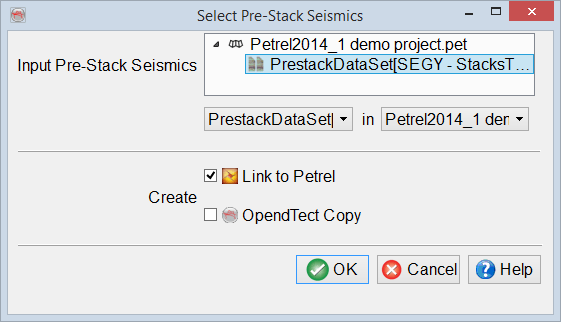 Select Pre-Stack Seismics
Input Pre-Stack Seismics
Petrel2014_1 demo project.pet
PrestackDataSet[SEGY - StacksT...
PrestackDataSet[ in Petrel2014_1 den
Create
Link to Petrel
OpendTect Copy
OK Cancel Help